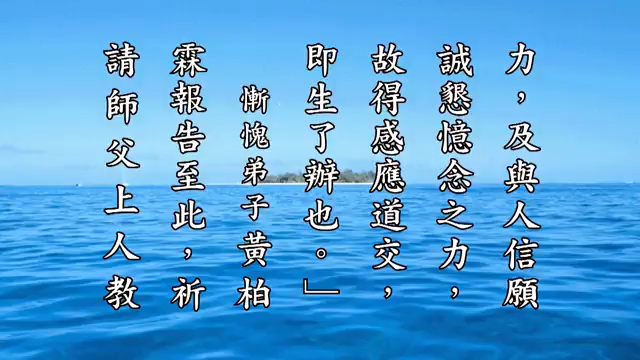 力，及與人信願
誠懇憶念之力，
故得感應道交，
即生了辦也。」
慚愧弟子黃柏
霖報告至此，祈
請師父上人教